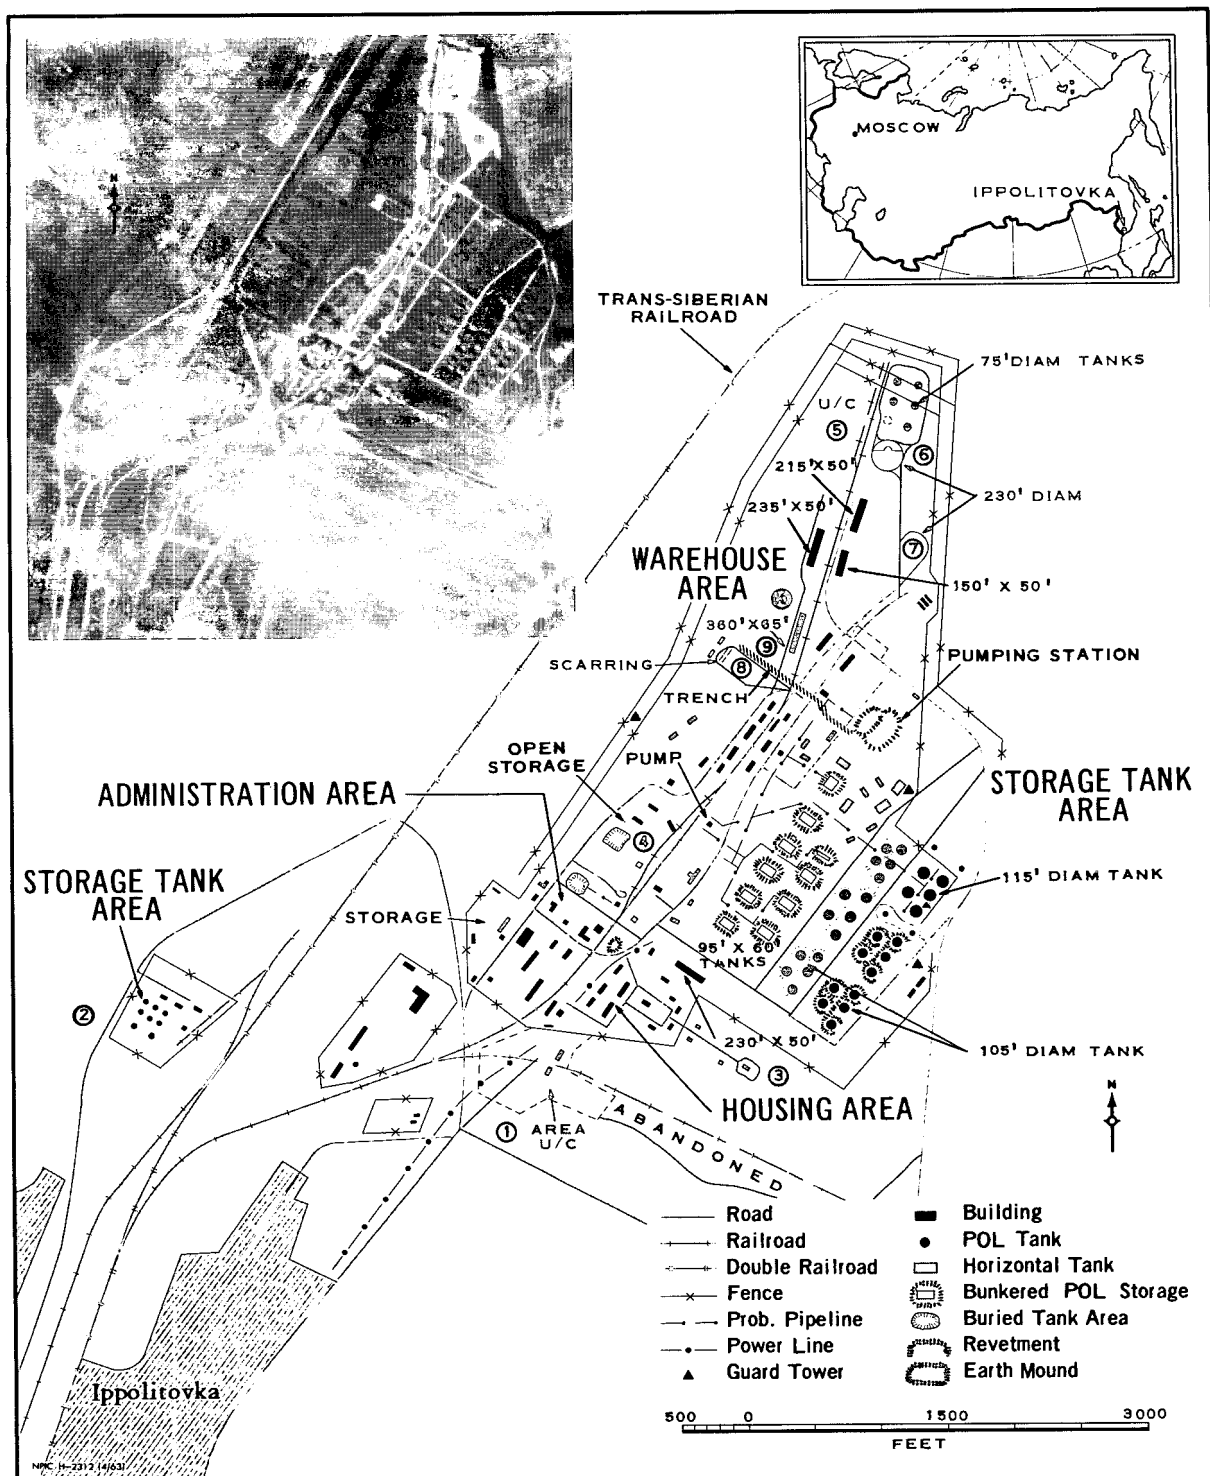 N
MOSCOW
IPPOLITOVKA
TRANS-SIBERIAN
RAILROAD
75' DIAM TANKS
U/C
5
6
215' X 50'
230' DIAM
235' X 50'
7
WAREHOUSE
AREA
150' X 50'
360' X 65'
9
SCARRING
8
PUMPING STATION
TRENCH
OPEN
STORAGE
PUMP
STORAGE TANK
AREA
ADMINISTRATION AREA
4
STORAGE TANK
AREA
115' DIAM TANK
STORAGE
95' X 60'
TANKS
2
230' X 50'
105' DIAM TANK
3
N
HOUSING AREA
1
AREA
U/C
ABANDONED
Road
Railroad
Double Railroad
Fence
Prob. Pipeline
Power Line
Guard Tower
Building
POL Tank
Horizontal Tank
Bunkered POL Storage
Buried Tank Area
Revetment
Earth Mound
Ippolitovka
500 0 1500 3000
FEET
NPIC H-2312 (4/63)